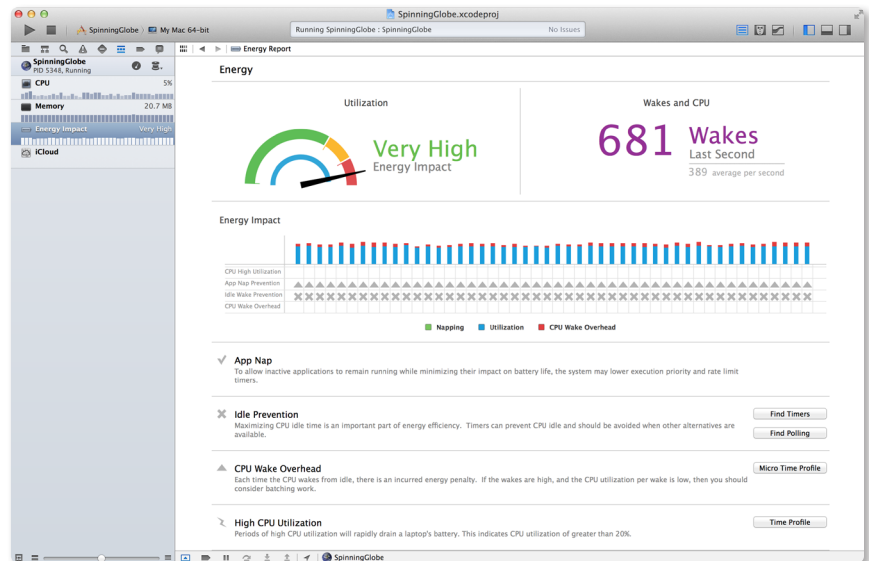 SpinningGlobe.xcodeproj
SpinningGlobe
My Mac 64-bit
Running SpinningGlobe : SpinningGlobe
No Issues
Energy Report
SpinningGlobe
PID 5348, Running
CPU
5%
Memory
20.7 MB
Energy Impact
Very High
iCloud
Energy
Utilization
Very High
Energy Impact
Wakes and CPU
681 Wakes
Last Second
389 average per second
Energy Impact
CPU High Utilization
App Nap Prevention
Idle Wake Prevention
CPU Wake Overhead
Napping
Utilization
CPU Wake Overhead
App Nap
To allow inactive applications to remain running while minimizing their impact on battery life, the system may lower execution priority and rate limit
timers.
Idle Prevention
Maximizing CPU idle time is an important part of energy efficiency. Timers can prevent CPU idle and should be avoided when other alternatives are
available.
Find Timers
Find Polling
CPU Wake Overhead
Each time the CPU wakes from idle, there is an incurred energy penalty. If the wakes are high, and the CPU utilization per wake is low, then you should
consider batching work.
Micro Time Profile
High CPU Utilization
Periods of high CPU utilization will rapidly drain a laptop's battery. This indicates CPU utilization of greater than 20%.
Time Profile
SpinningGlobe